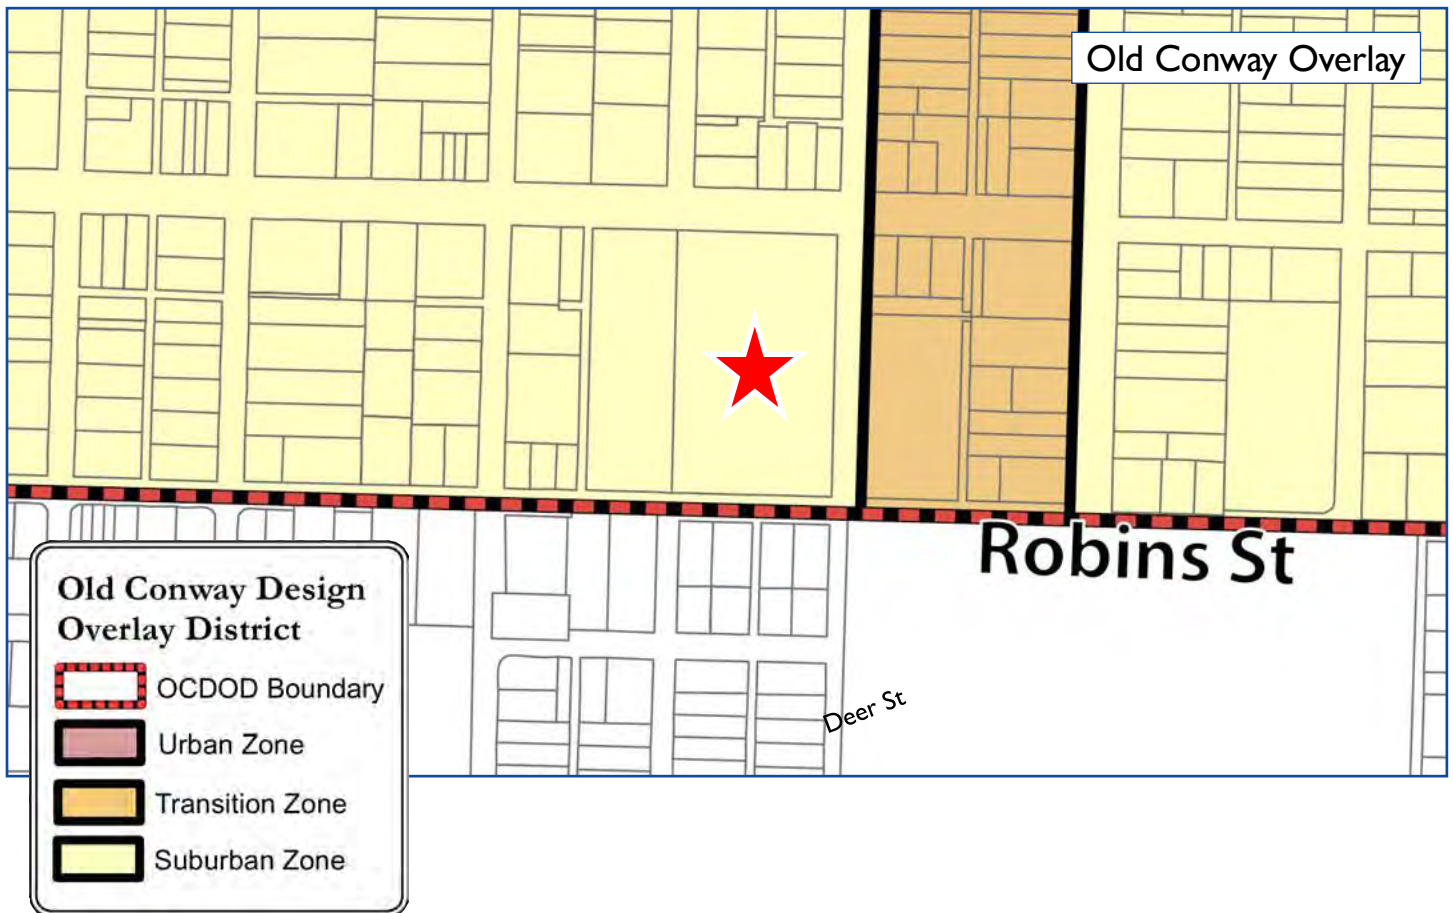 Old Conway Overlay
Robins St
Deer St
Old Conway Design
Overlay District
OCDOD Boundary
Urban Zone
Transition Zone
Suburban Zone